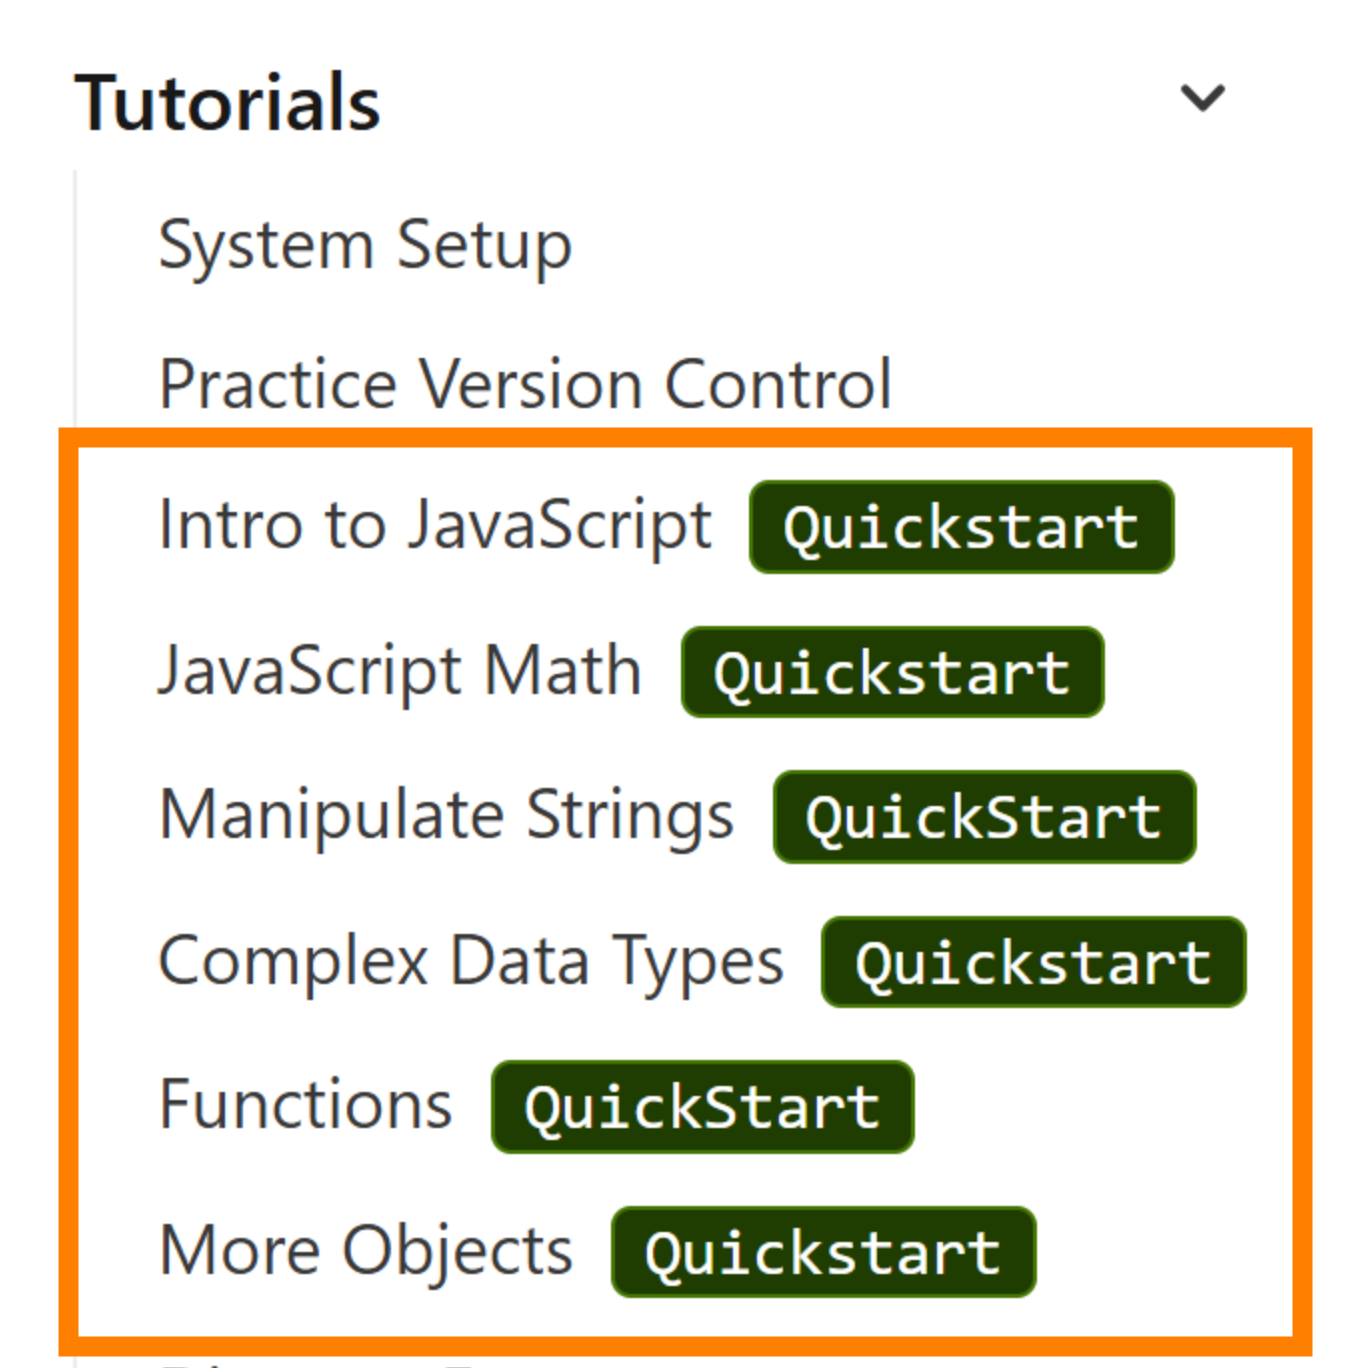 Tutorials
System Setup
Practice Version Control
Intro to JavaScript Quickstart
JavaScript Math Quickstart
Manipulate Strings QuickStart
Complex Data Types Quickstart
Functions QuickStart
More Objects Quickstart